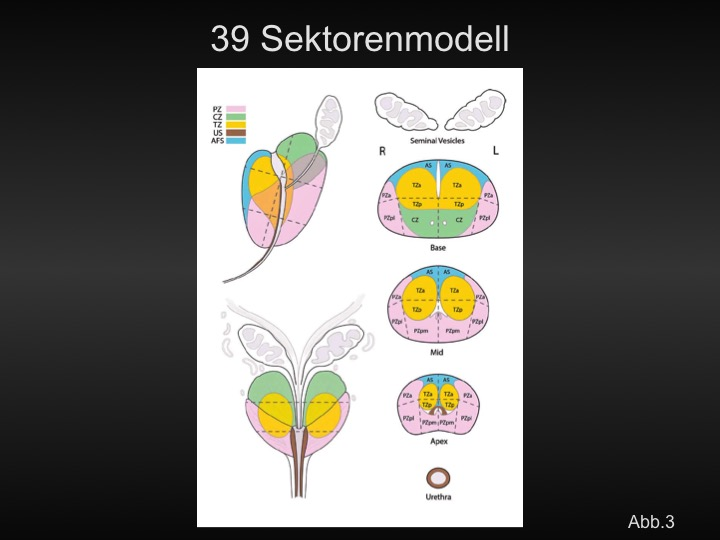 39 Sektorenmodell
PZ
CZ
TZ
US
AFS
Seminal Vesicles
R L
AS AS
TZa TZa
PZa PZa
TZp TZp
PZpl CZ CZ PZpl
Base
AS AS
TZa TZa
PZa PZa
TZp TZp
PZpl PZpl
PZpm PZpm
Mid
AS AS
PZa TZa TZa PZa
TZp TZp
PZpl PZpl
PZpm PZpm
Apex
Urethra
Abb.3